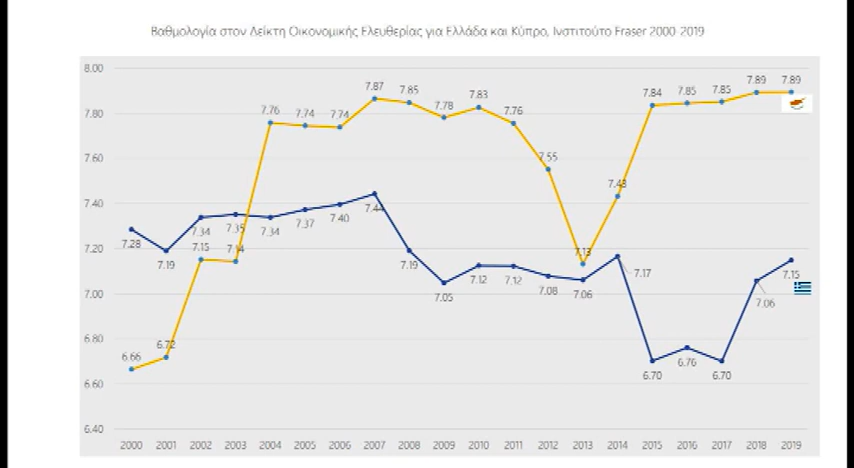 Βαθμολογία στον Δείκτη Οικονομικής Ελευθερίας για Ελλάδα και Κύπρο, Ινστιτούτο Fraser 2000-2019
8.00
7.80
7.60
7.40
7.20
7.00
6.80
6.60
6.40
6.66 6.72 7.15 7.14 7.76 7.74 7.74 7.87 7.85 7.78 7.83 7.76 7.55 7.13 7.43 7.84 7.85 7.85 7.89 7.89
7.28 7.19 7.34 7.35 7.34 7.37 7.40 7.44 7.19 7.05 7.12 7.12 7.08 7.06 7.17 6.70 6.76 6.70 7.06 7.15
2000 2001 2002 2003 2004 2005 2006 2007 2008 2009 2010 2011 2012 2013 2014 2015 2016 2017 2018 2019